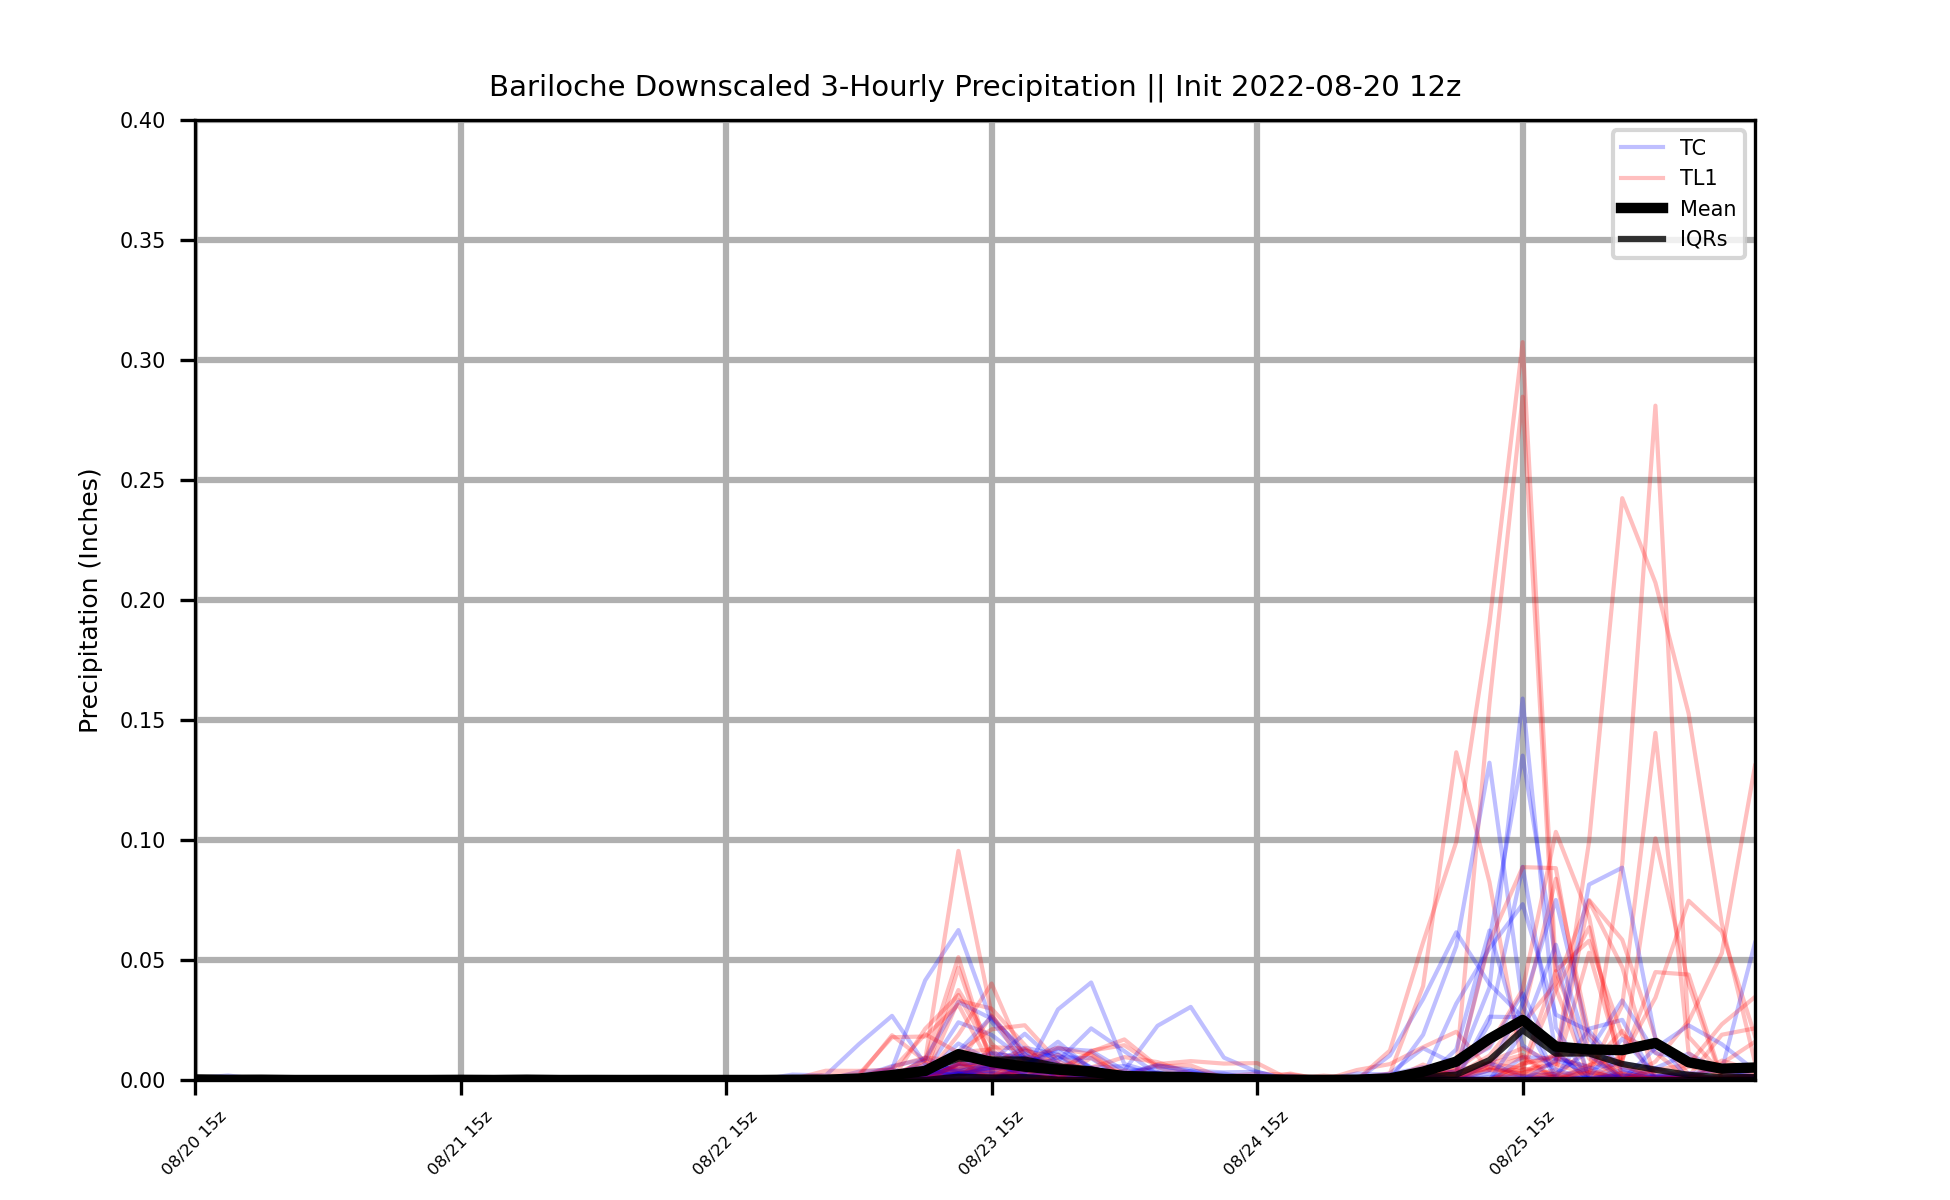 Bariloche Downscaled 3-Hourly Precipitation || Init 2022-08-20 12z
TC
TL1
Mean
IQRs
Precipitation (Inches)
0.40
0.35
0.30
0.25
0.20
0.15
0.10
0.05
0.00
08/20 15z
08/21 15z
08/22 15z
08/23 15z
08/24 15z
08/25 15z